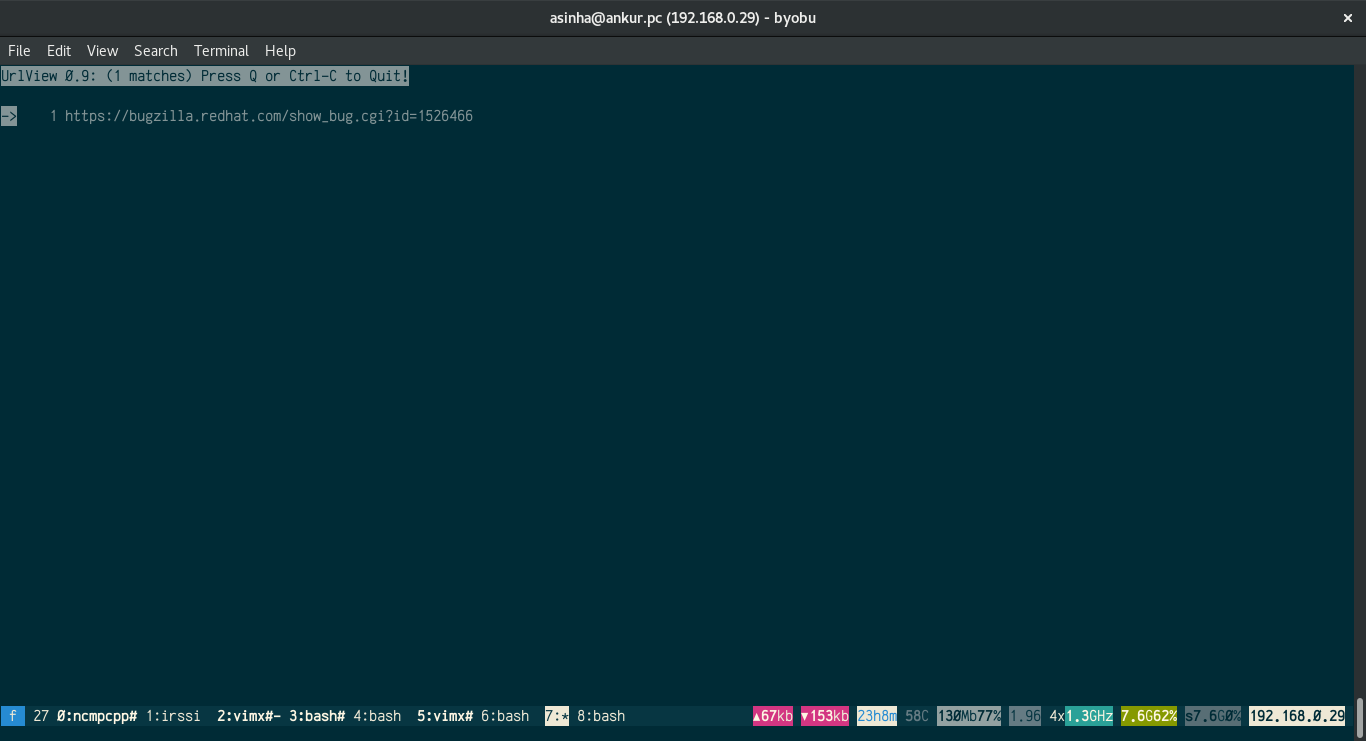 asinha@ankur.pc (192.168.0.29) - byobu ×
File Edit View Search Terminal Help
UrlView 0.9: (1 matches) Press Q or Ctrl-C to Quit!
-> 1 https://bugzilla.redhat.com/show_bug.cgi?id=1526466
f 27 0:ncmpcpp# 1:irssi 2:vimx#- 3:bash# 4:bash 5:vimx# 6:bash 7:* 8:bash ▲67kb ▼153kb 23h8m 58C 130Mb77% 1.96 4x1.3GHz 7.6G62% s7.6G0% 192.168.0.29